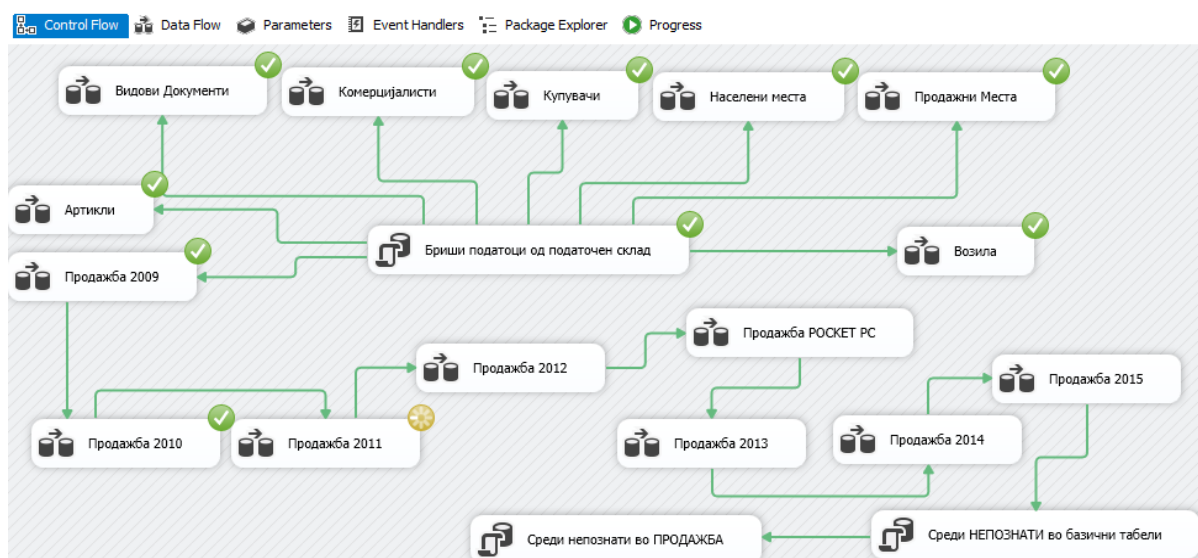 Control Flow
Data Flow
Parameters
Event Handlers
Package Explorer
Progress
Видови Документи
Комерцијалисти
Купувачи
Населени места
Продажни Места
Артикли
Бриши податоци од податочен склад
Возила
Продажба 2009
Продажба POCKET PC
Продажба 2012
Продажба 2015
Продажба 2010
Продажба 2011
Продажба 2013
Продажба 2014
Среди непознати во ПРОДАЖБА
Среди НЕПОЗНАТИ во базични табели